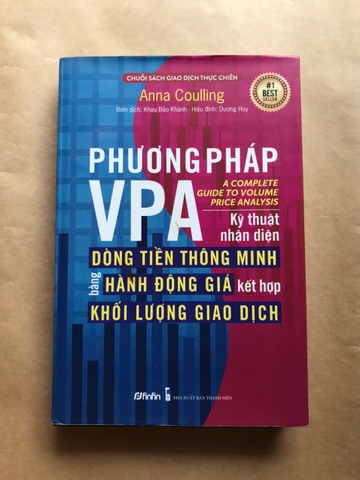 CHUỖI SÁCH GIAO DỊCH THỰC CHIẾN
Anna Coulling
Biên dịch: Khưu Bảo Khánh - Hiệu đính: Dương Huy
#1
BEST
SELLER
PHƯƠNG PHÁP
VPA
A COMPLETE
GUIDE TO VOLUME
PRICE ANALYSIS
Kỹ thuật
nhận diện
DÒNG TIỀN THÔNG MINH
bằng HÀNH ĐỘNG GIÁ kết hợp
KHỐI LƯỢNG GIAO DỊCH
finfin
NHÀ XUẤT BẢN THANH NIÊN